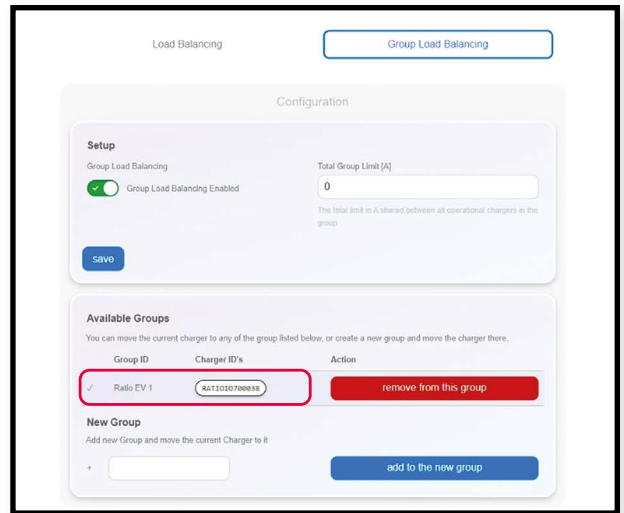 Load Balancing
Group Load Balancing
Configuration
Setup
Group Load Balancing
Group Load Balancing Enabled
Total Group Limit [A]
0
The total limit in A shared between all operational chargers in the
group
save
Available Groups
You can move the current charger to any of the group listed below, or create a new group and move the charger there.
Group ID Charger ID's Action
✓ Ratio EV 1 RATIOIO700038 remove from this group
New Group
Add new Group and move the current Charger to it
+ add to the new group